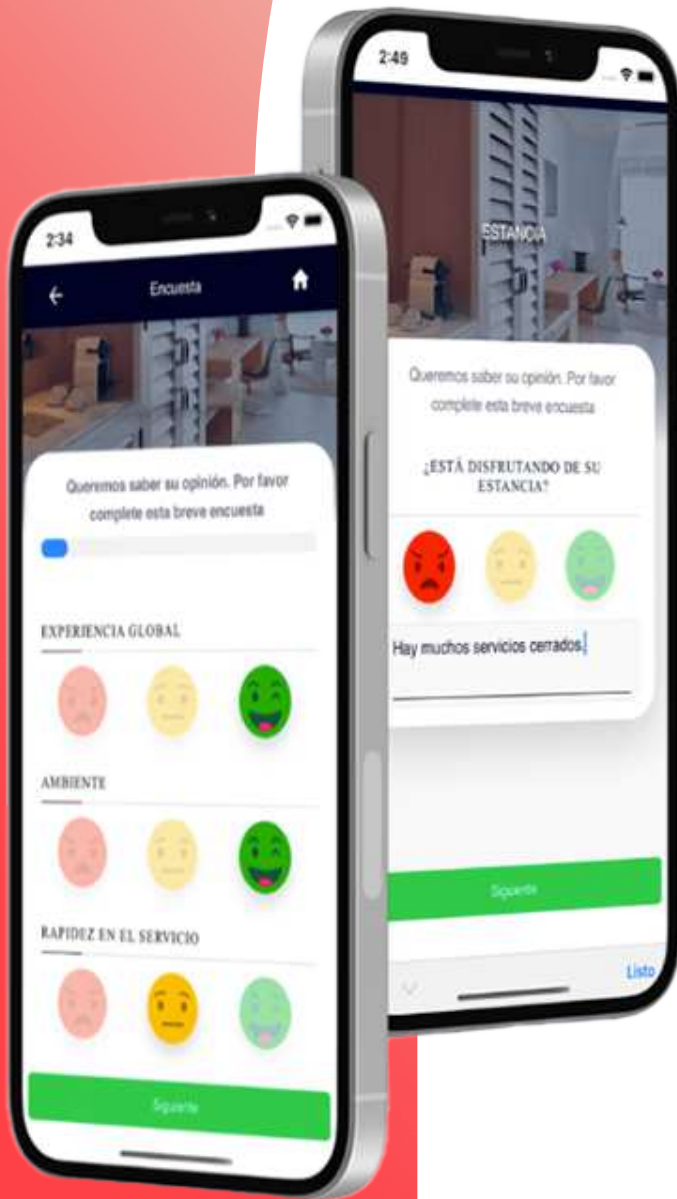 2:34
Encuesta
Queremos saber su opinión. Por favor
complete esta breve encuesta
EXPERIENCIA GLOBAL
AMBIENTE
RAPIDEZ EN EL SERVICIO
Siguiente
2:49
ESTANCIA
Queremos saber su opinión. Por favor
complete esta breve encuesta
¿ESTÁ DISFRUTANDO DE SU
ESTANCIA?
Hay muchos servicios cerrados.
Siguiente
Listo